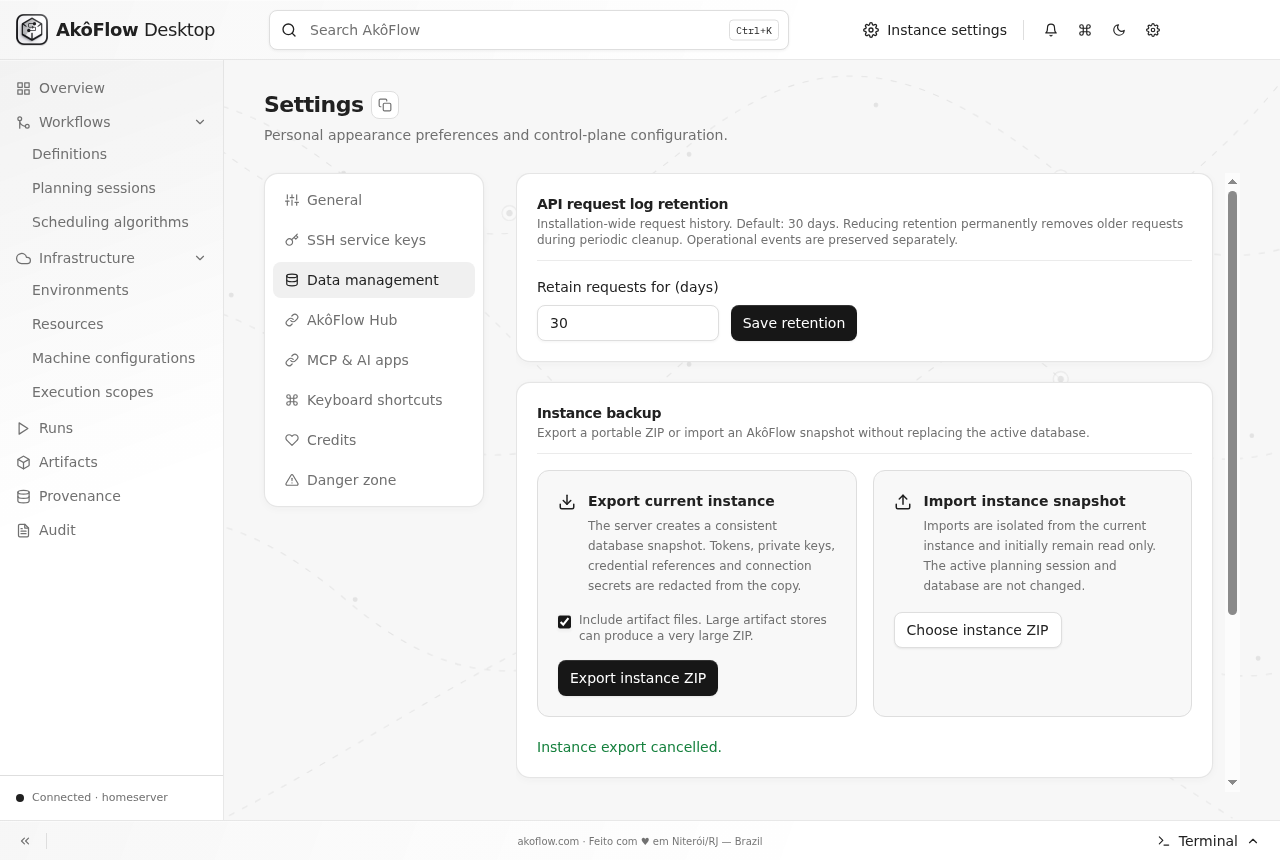 AkôFlow Desktop
Search AkôFlow
Ctrl+K
Instance settings
Overview
Workflows
Definitions
Planning sessions
Scheduling algorithms
Infrastructure
Environments
Resources
Machine configurations
Execution scopes
Runs
Artifacts
Provenance
Audit
Connected · homeserver
Settings
Personal appearance preferences and control-plane configuration.
General
SSH service keys
Data management
AkôFlow Hub
MCP & AI apps
Keyboard shortcuts
Credits
Danger zone
API request log retention
Installation-wide request history. Default: 30 days. Reducing retention permanently removes older requests
during periodic cleanup. Operational events are preserved separately.
Retain requests for (days)
30
Save retention
Instance backup
Export a portable ZIP or import an AkôFlow snapshot without replacing the active database.
Export current instance
The server creates a consistent
database snapshot. Tokens, private keys,
credential references and connection
secrets are redacted from the copy.
Include artifact files. Large artifact stores
can produce a very large ZIP.
Export instance ZIP
Import instance snapshot
Imports are isolated from the current
instance and initially remain read only.
The active planning session and
database are not changed.
Choose instance ZIP
Instance export cancelled.
akoflow.com · Feito com ♥ em Niterói/RJ — Brazil
Terminal